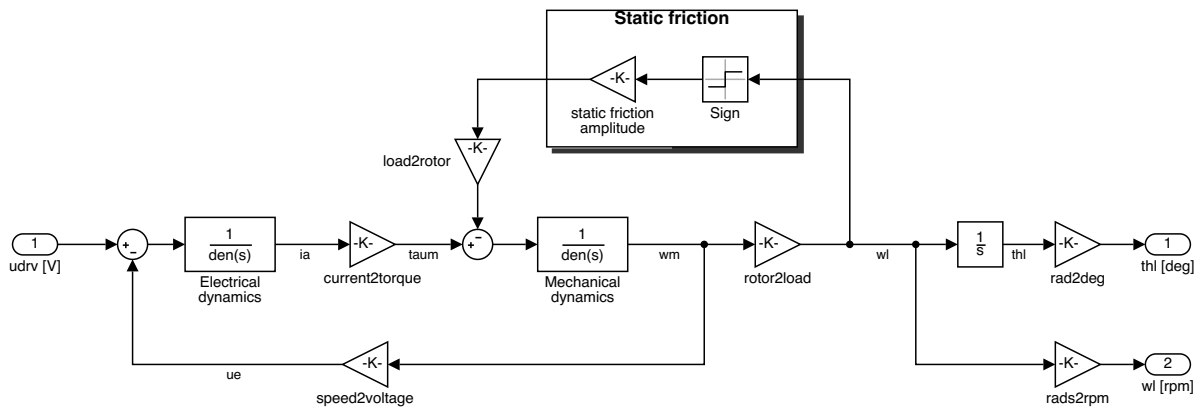 Static friction
-K-
static friction
amplitude
Sign
-K-
load2rotor
1
udrv [V]
+
−
1
den(s)
Electrical
dynamics
ia
-K-
current2torque
taum
−
+
1
den(s)
Mechanical
dynamics
wm
-K-
rotor2load
wl
1
s
thl
-K-
rad2deg
1
thl [deg]
ue
-K-
speed2voltage
-K-
rads2rpm
2
wl [rpm]